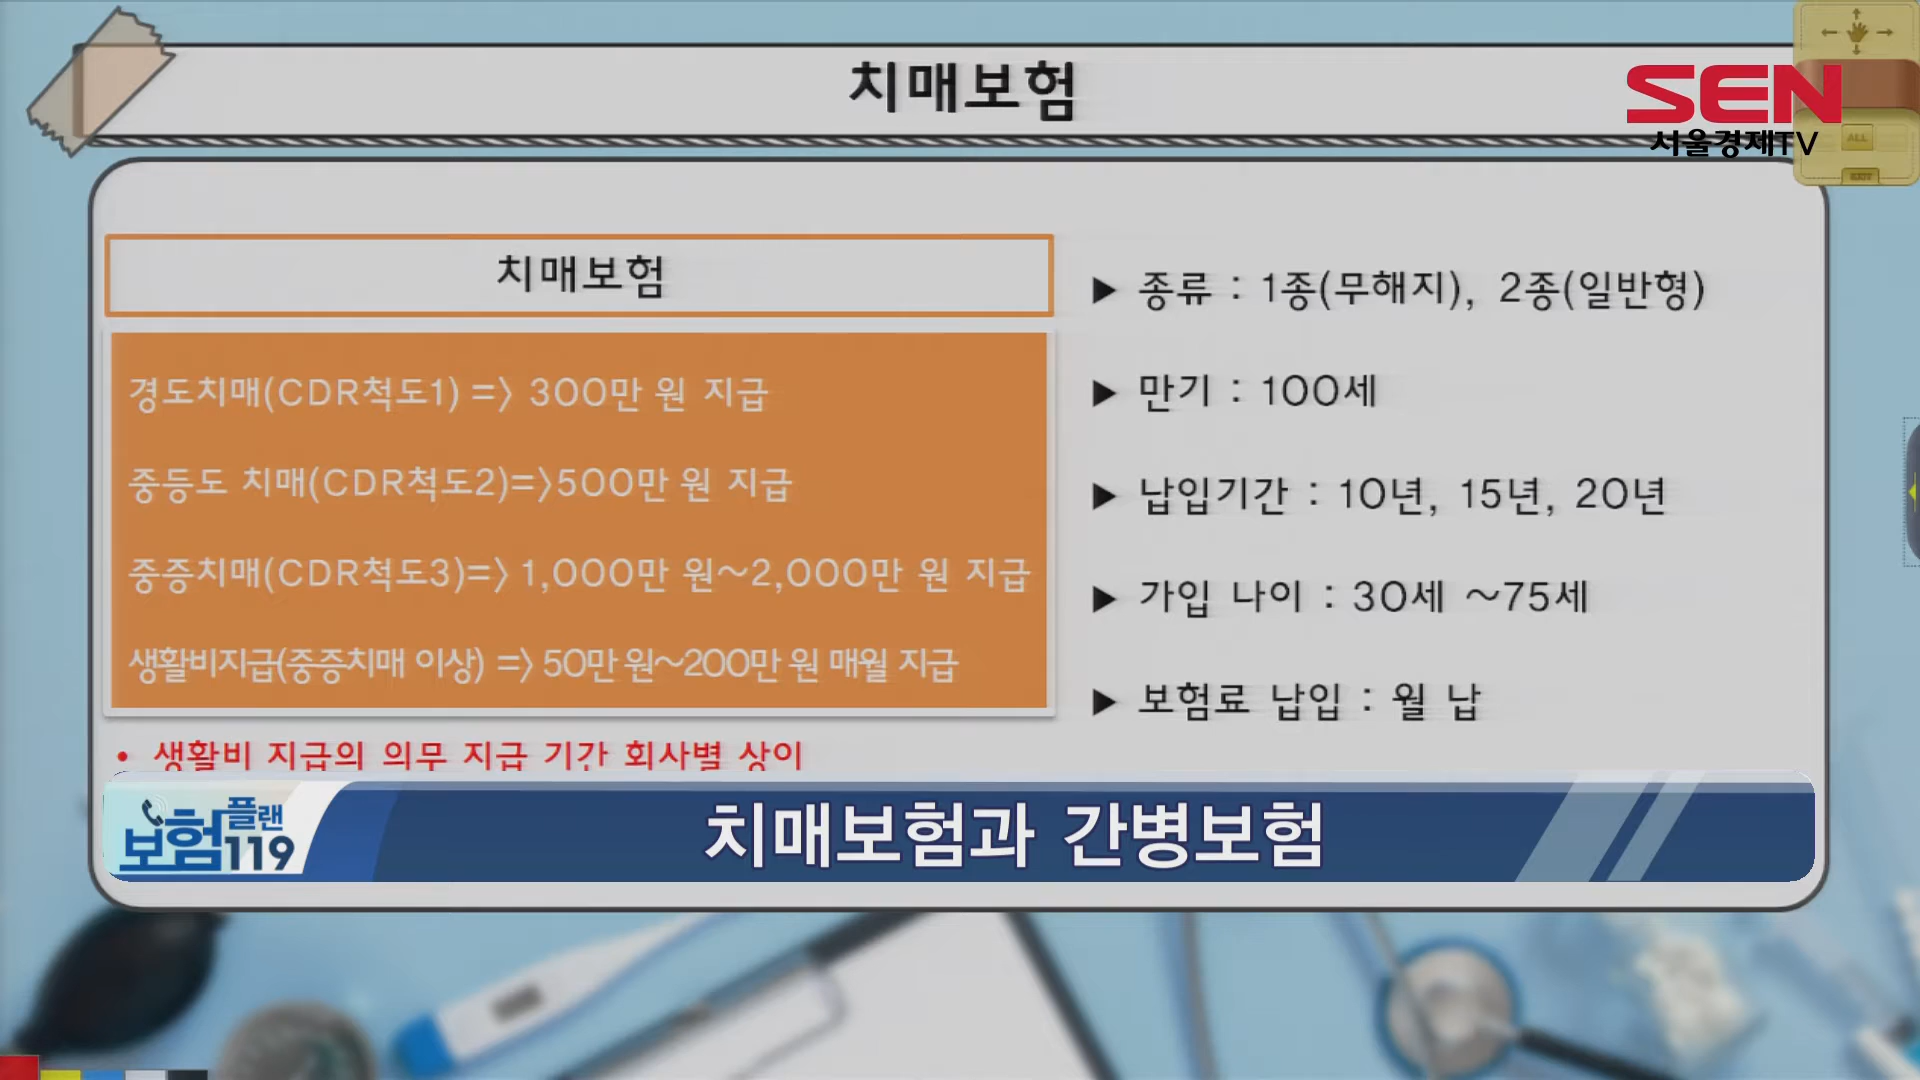 치매보험
SEN
서울경제TV
ALL
EXIT
치매보험
경도치매(CDR척도1) => 300만 원 지급
중등도 치매(CDR척도2)=>500만 원 지급
중증치매(CDR척도3)=> 1,000만 원~2,000만 원 지급
생활비지급(중증치매 이상) => 50만 원~200만 원 매월 지급
• 생활비 지급의 의무 지급 기간 회사별 상이
▶ 종류 : 1종(무해지), 2종(일반형)
▶ 만기 : 100세
▶ 납입기간 : 10년, 15년, 20년
▶ 가입 나이 : 30세 ~75세
▶ 보험료 납입 : 월 납
보험플랜119
치매보험과 간병보험